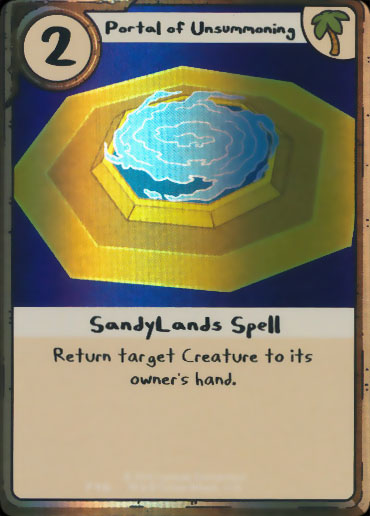 2
Portal of Unsummoning
SandyLands Spell
Return target Creature to its
owner's hand.